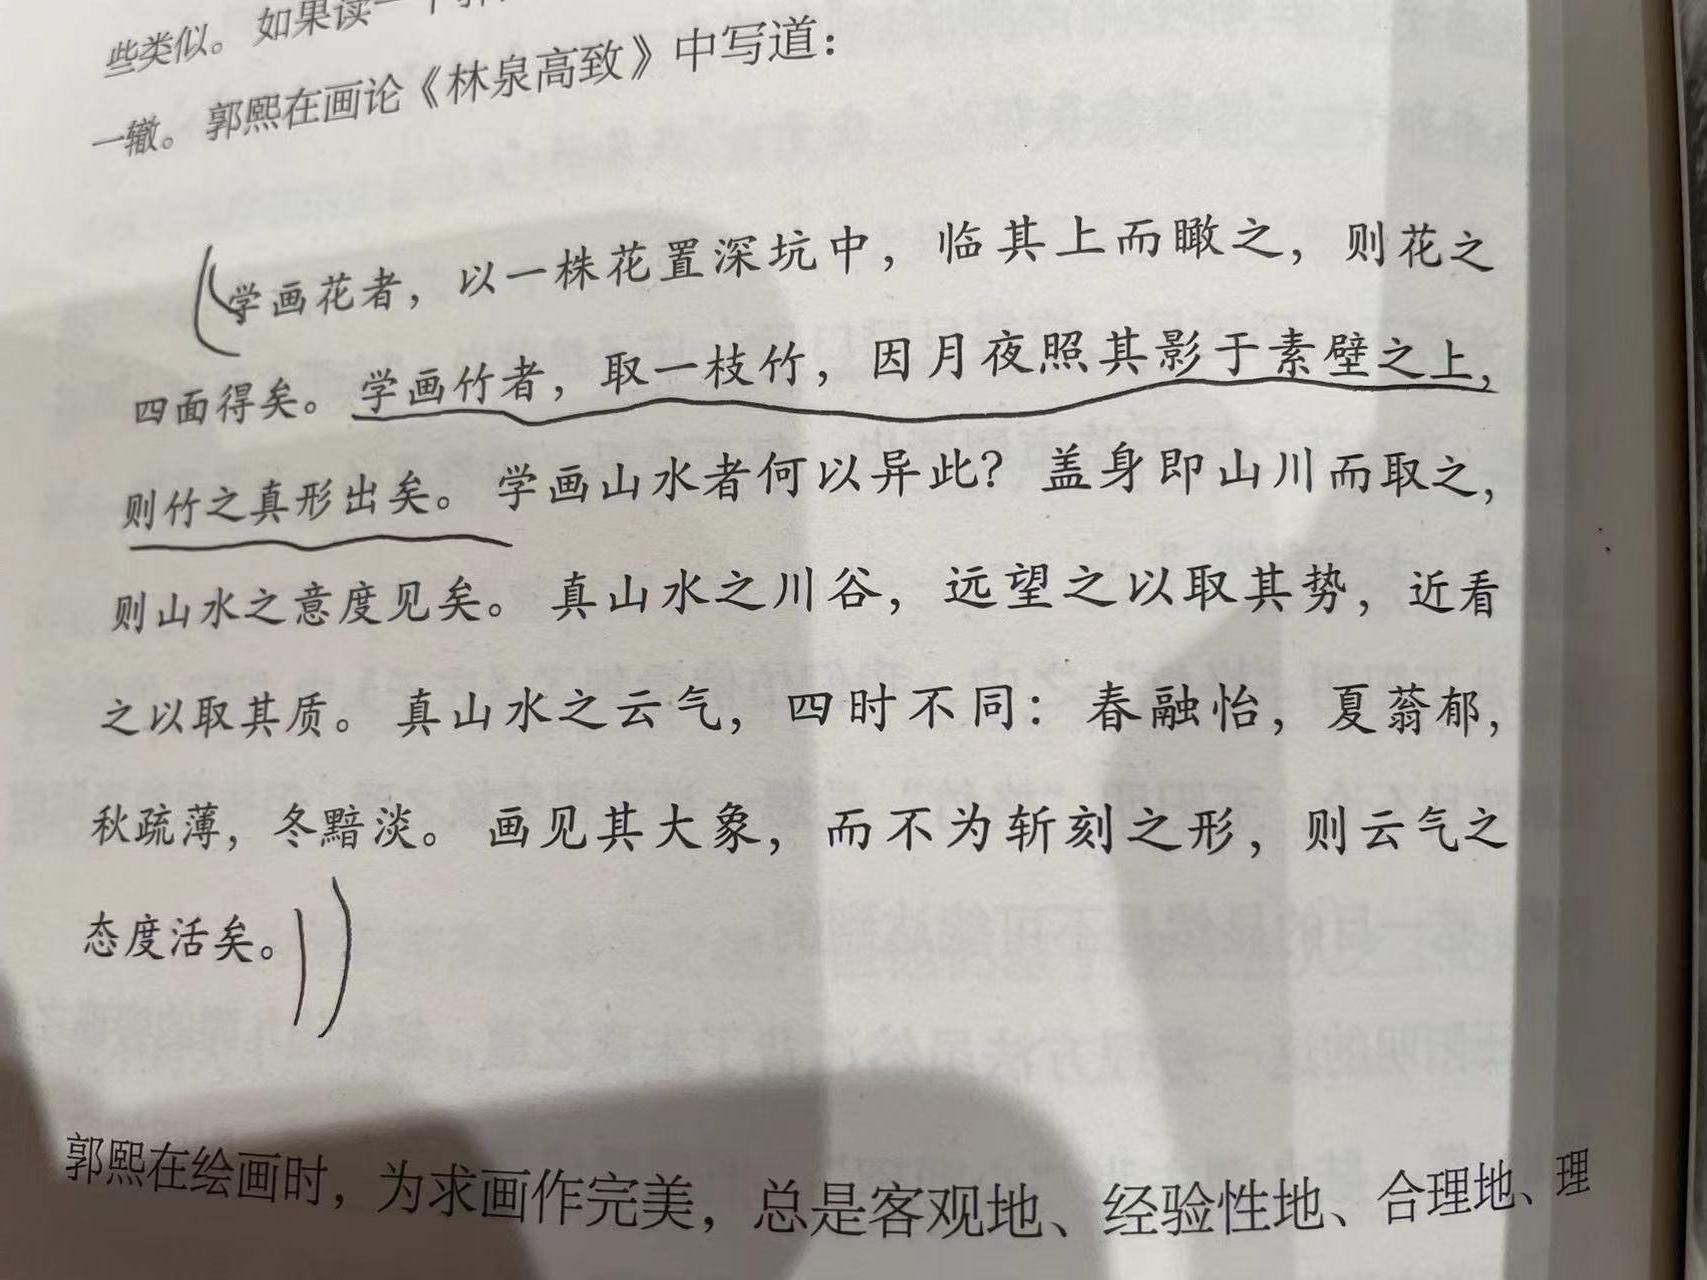 些类似。如果读一个
一辙。郭熙在画论《林泉高致》中写道：
学画花者，以一株花置深坑中，临其上而瞰之，则花之
四面得矣。学画竹者，取一枝竹，因月夜照其影于素壁之上，
则竹之真形出矣。学画山水者何以异此？盖身即山川而取之，
则山水之意度见矣。真山水之川谷，远望之以取其势，近看
之以取其质。真山水之云气，四时不同：春融怡，夏蓊郁，
秋疏薄，冬黯淡。画见其大象，而不为斩刻之形，则云气之
态度活矣。
郭熙在绘画时，为求画作完美，总是客观地、经验性地、合理地、理